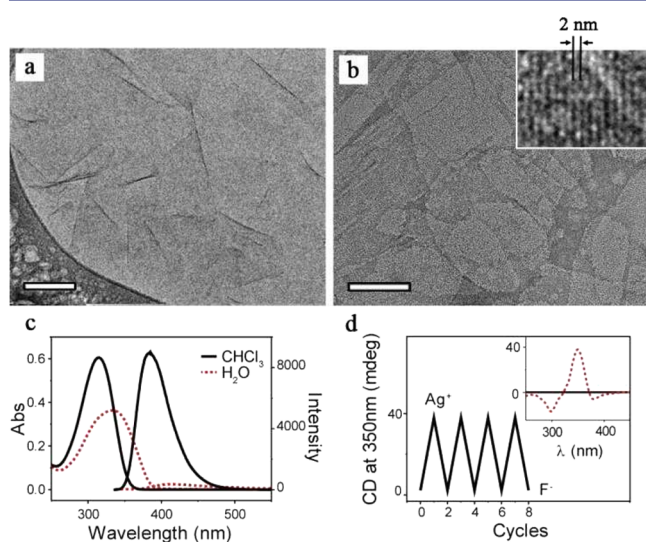 2 nm
a
b
c
d
0.6
0.4
0.2
0.0
Abs
CHCl₃
H₂O
8000
4000
0
Intensity
300
400
500
Wavelength (nm)
CD at 350nm (mdeg)
40
0
Ag⁺
F⁻
0
2
4
6
8
Cycles
40
0
300
400
λ (nm)